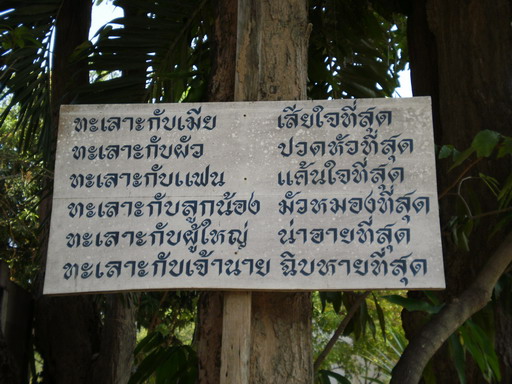 ทะเลาะกับเมีย เสียใจที่สุด
ทะเลาะกับผัว ปวดหัวที่สุด
ทะเลาะกับแฟน แค้นใจที่สุด
ทะเลาะกับลูกน้อง มัวหมองที่สุด
ทะเลาะกับผู้ใหญ่ น่าอายที่สุด
ทะเลาะกับเจ้านาย ฉิบหายที่สุด